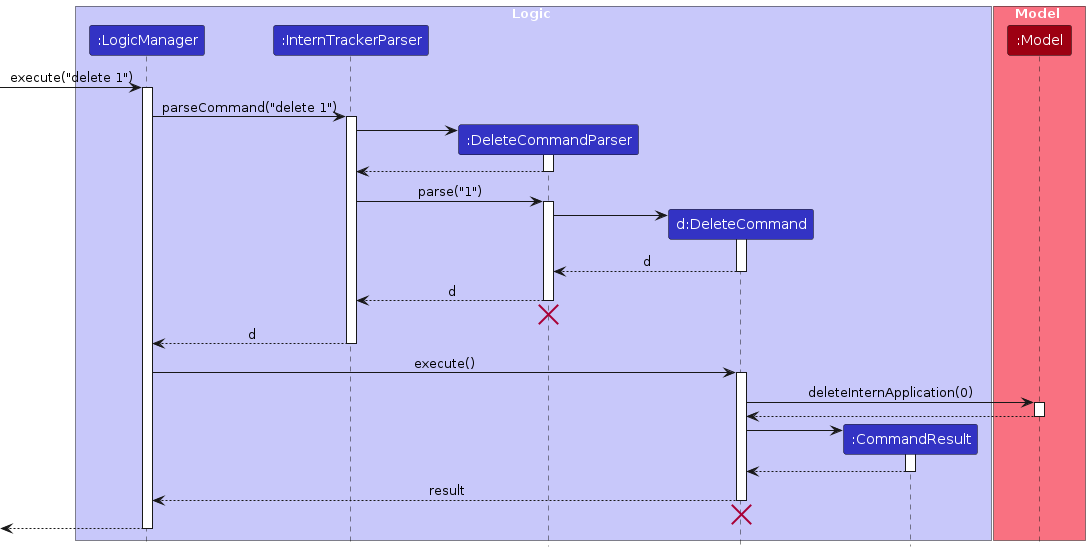 Logic
Model
:LogicManager
:InternTrackerParser
:Model
execute("delete 1")
parseCommand("delete 1")
:DeleteCommandParser
parse("1")
d:DeleteCommand
d
d
d
execute()
deleteInternApplication(0)
:CommandResult
result